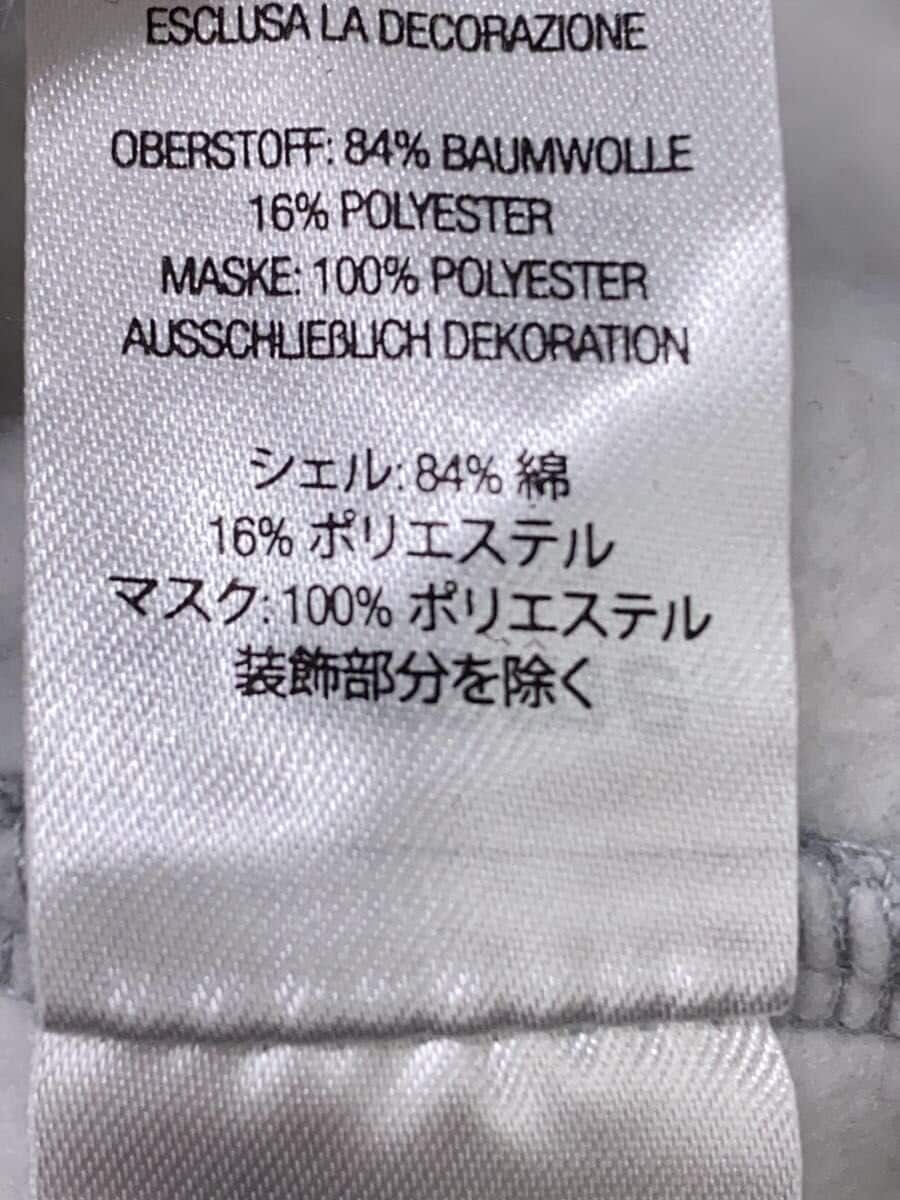 ESCLUSA LA DECORAZIONE
OBERSTOFF: 84% BAUMWOLLE
16% POLYESTER
MASKE: 100% POLYESTER
AUSSCHLIEßLICH DEKORATION
シェル: 84% 綿
16% ポリエステル
マスク: 100% ポリエステル
装飾部分を除く